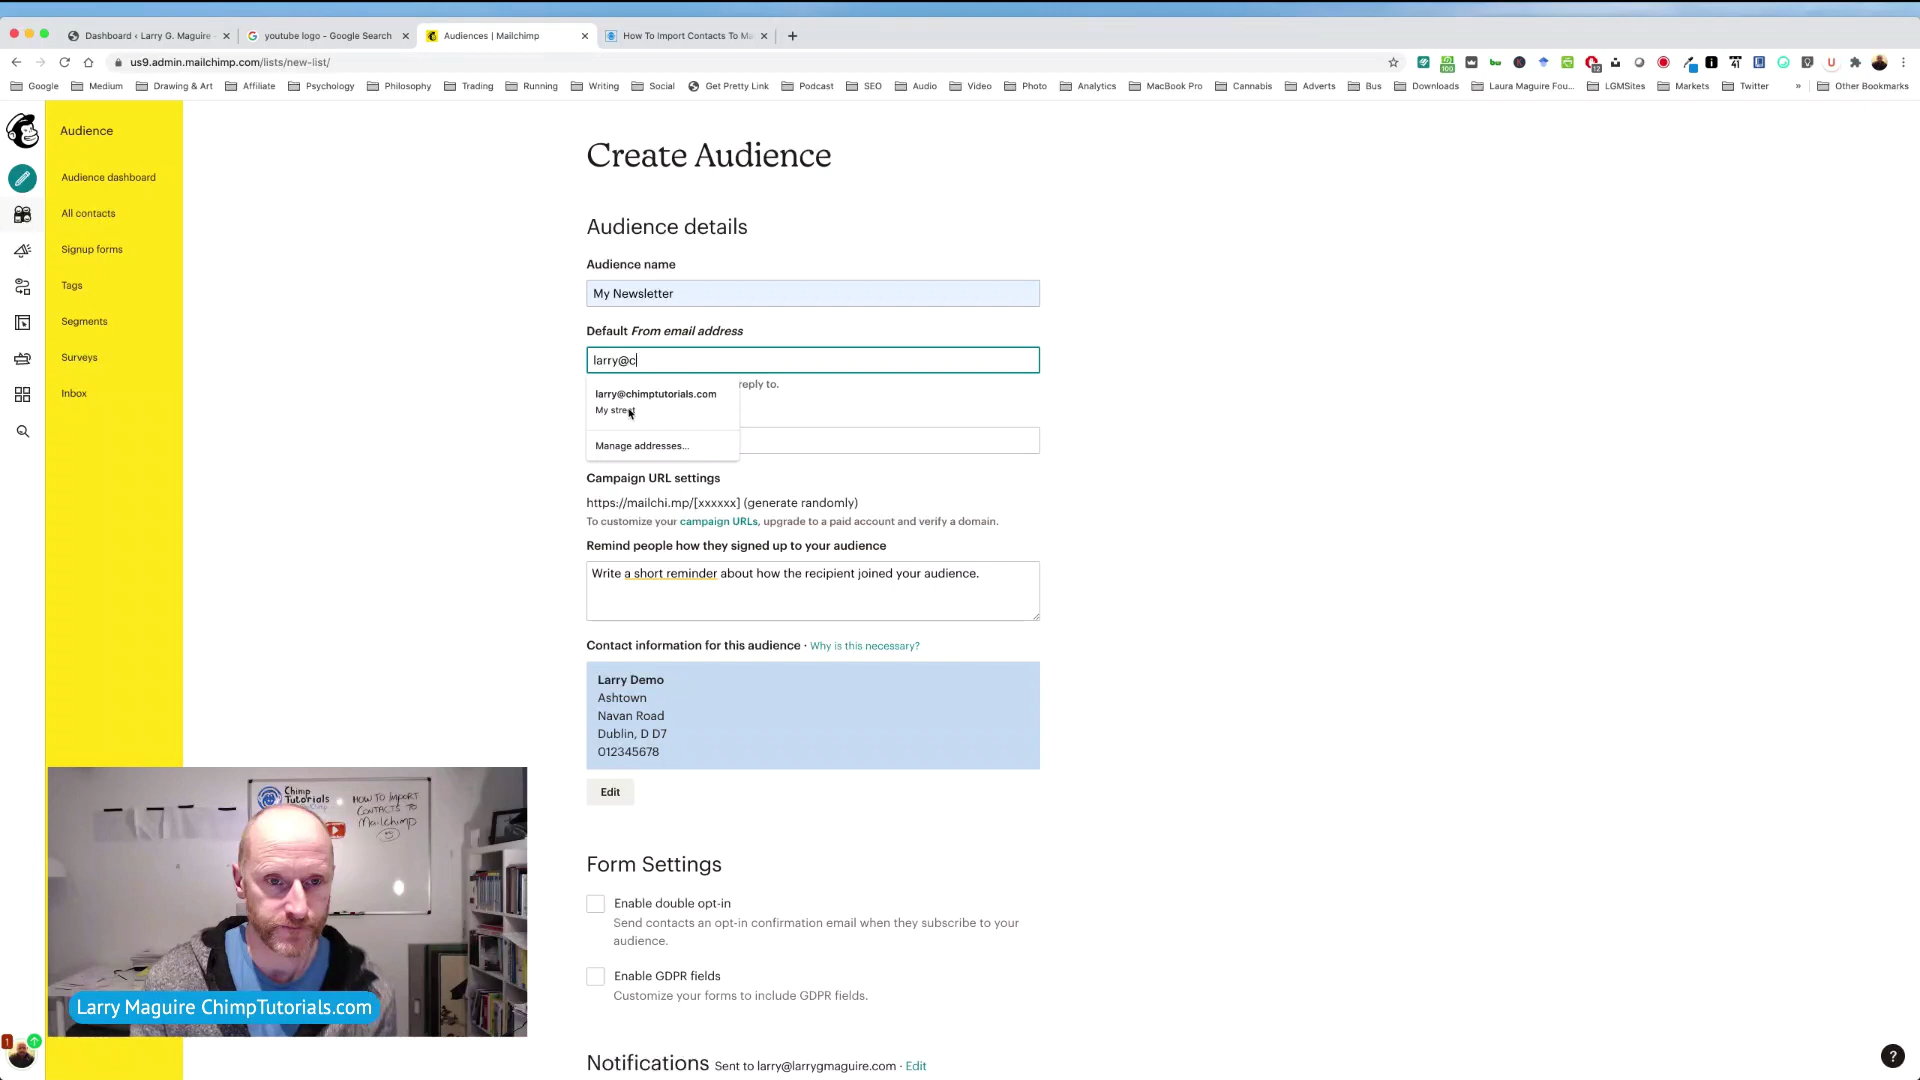 Dashboard ‹ Larry G. Maguire
youtube logo - Google Search
Audiences | Mailchimp
How To Import Contacts To Ma
us9.admin.mailchimp.com/lists/new-list/
Google
Medium
Drawing & Art
Affiliate
Psychology
Philosophy
Trading
Running
Writing
Social
Get Pretty Link
Podcast
SEO
Audio
Video
Photo
Analytics
MacBook Pro
Cannabis
Adverts
Bus
Downloads
Laura Maguire Fou...
LGMSites
Markets
Twitter
»
Other Bookmarks
Audience
Audience dashboard
All contacts
Signup forms
Tags
Segments
Surveys
Inbox
Create Audience
Audience details
Audience name
My Newsletter
Default From email address
larry@c
reply to.
larry@chimptutorials.com
My street
Manage addresses...
Campaign URL settings
https://mailchi.mp/[xxxxxx] (generate randomly)
To customize your campaign URLs, upgrade to a paid account and verify a domain.
Remind people how they signed up to your audience
Write a short reminder about how the recipient joined your audience.
Contact information for this audience · Why is this necessary?
Larry Demo
Ashtown
Navan Road
Dublin, D D7
012345678
Edit
Form Settings
Enable double opt-in
Send contacts an opt-in confirmation email when they subscribe to your
audience.
Enable GDPR fields
Customize your forms to include GDPR fields.
Notifications Sent to larry@larrygmaguire.com · Edit
Chimp
Tutorials
HOW TO IMPORT
CONTACTS TO
Mailchimp
Larry Maguire ChimpTutorials.com
1
?